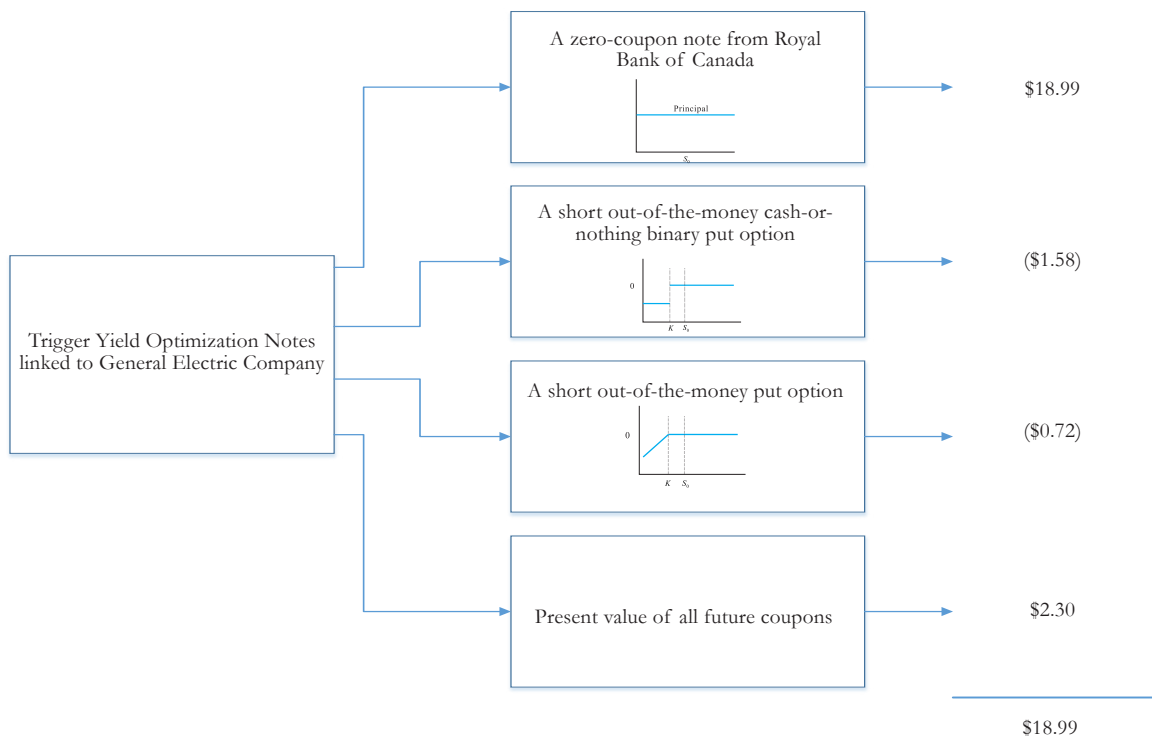 A zero-coupon note from Royal
Bank of Canada
Principal
S₀
$18.99
A short out-of-the-money cash-or-
nothing binary put option
0
K
S₀
($1.58)
Trigger Yield Optimization Notes
linked to General Electric Company
A short out-of-the-money put option
0
K
S₀
($0.72)
Present value of all future coupons
$2.30
$18.99